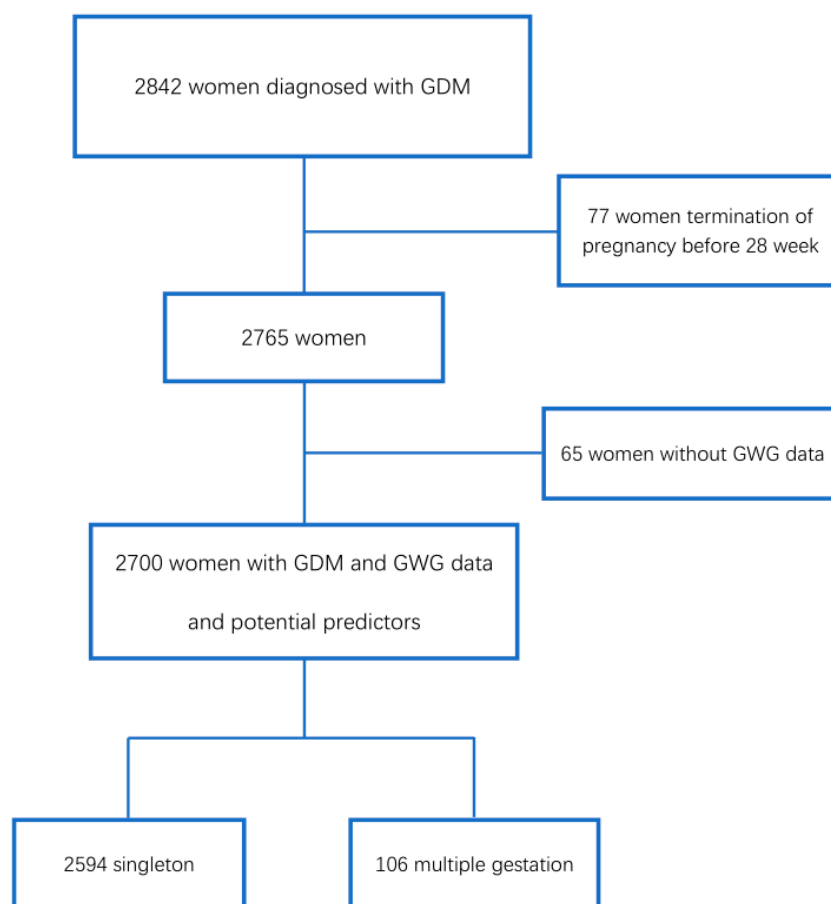 2842 women diagnosed with GDM
77 women termination of
pregnancy before 28 week
2765 women
65 women without GWG data
2700 women with GDM and GWG data
and potential predictors
2594 singleton
106 multiple gestation